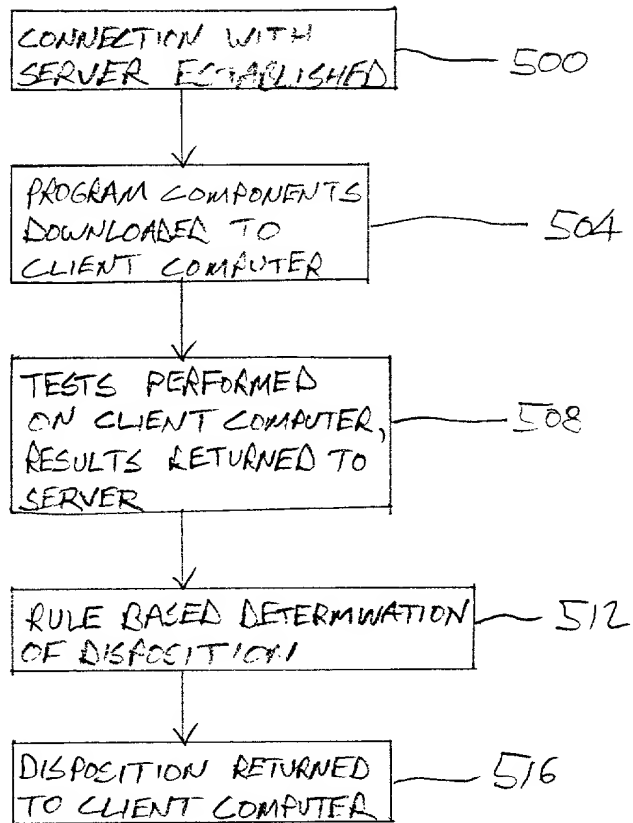 CONNECTION WITH
SERVER ESTABLISHED
500
PROGRAM COMPONENTS
DOWNLOADED TO
CLIENT COMPUTER
504
TESTS PERFORMED
ON CLIENT COMPUTER,
RESULTS RETURNED TO
SERVER
508
RULE BASED DETERMINATION
OF DISPOSITION
512
DISPOSITION RETURNED
TO CLIENT COMPUTER
516